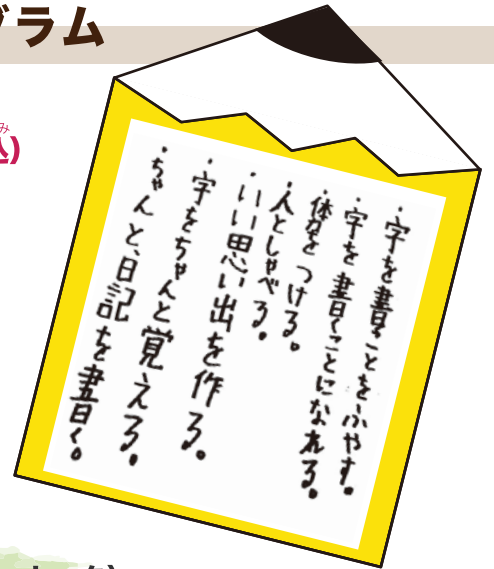 グラム
込)
み
・字を書くことをふやす。
・字を書くことになれる。
・体力をつける。
・人としゃべる。
・いい思い出を作る。
・字をちゃんと覚える。
・ちゃんと、日記を書く。